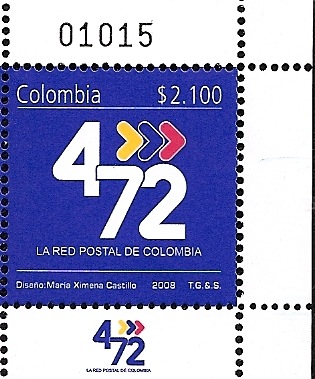 01015
Colombia $2.100
472
LA RED POSTAL DE COLOMBIA
Diseño: María Ximena Castillo 2008 T.G.& S.
472
LA RED POSTAL DE COLOMBIA